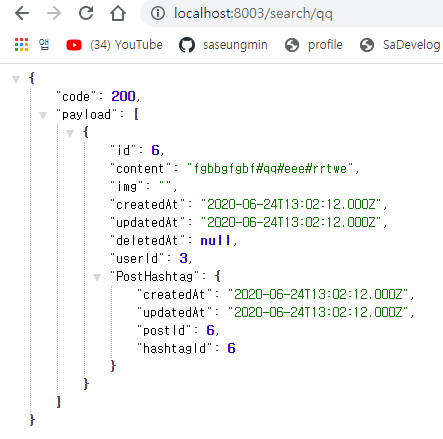 localhost:8003/search/qq
앱 (34) YouTube saseungmin profile SaDevelog
{
"code": 200,
"payload": [
{
"id": 6,
"content": "fgbbgfgbf#qq#eee#rrtwe",
"img": "",
"createdAt": "2020-06-24T13:02:12.000Z",
"updatedAt": "2020-06-24T13:02:12.000Z",
"deletedAt": null,
"userId": 3,
"PostHashtag": {
"createdAt": "2020-06-24T13:02:12.000Z",
"updatedAt": "2020-06-24T13:02:12.000Z",
"postId": 6,
"hashtagId": 6
}
}
]
}